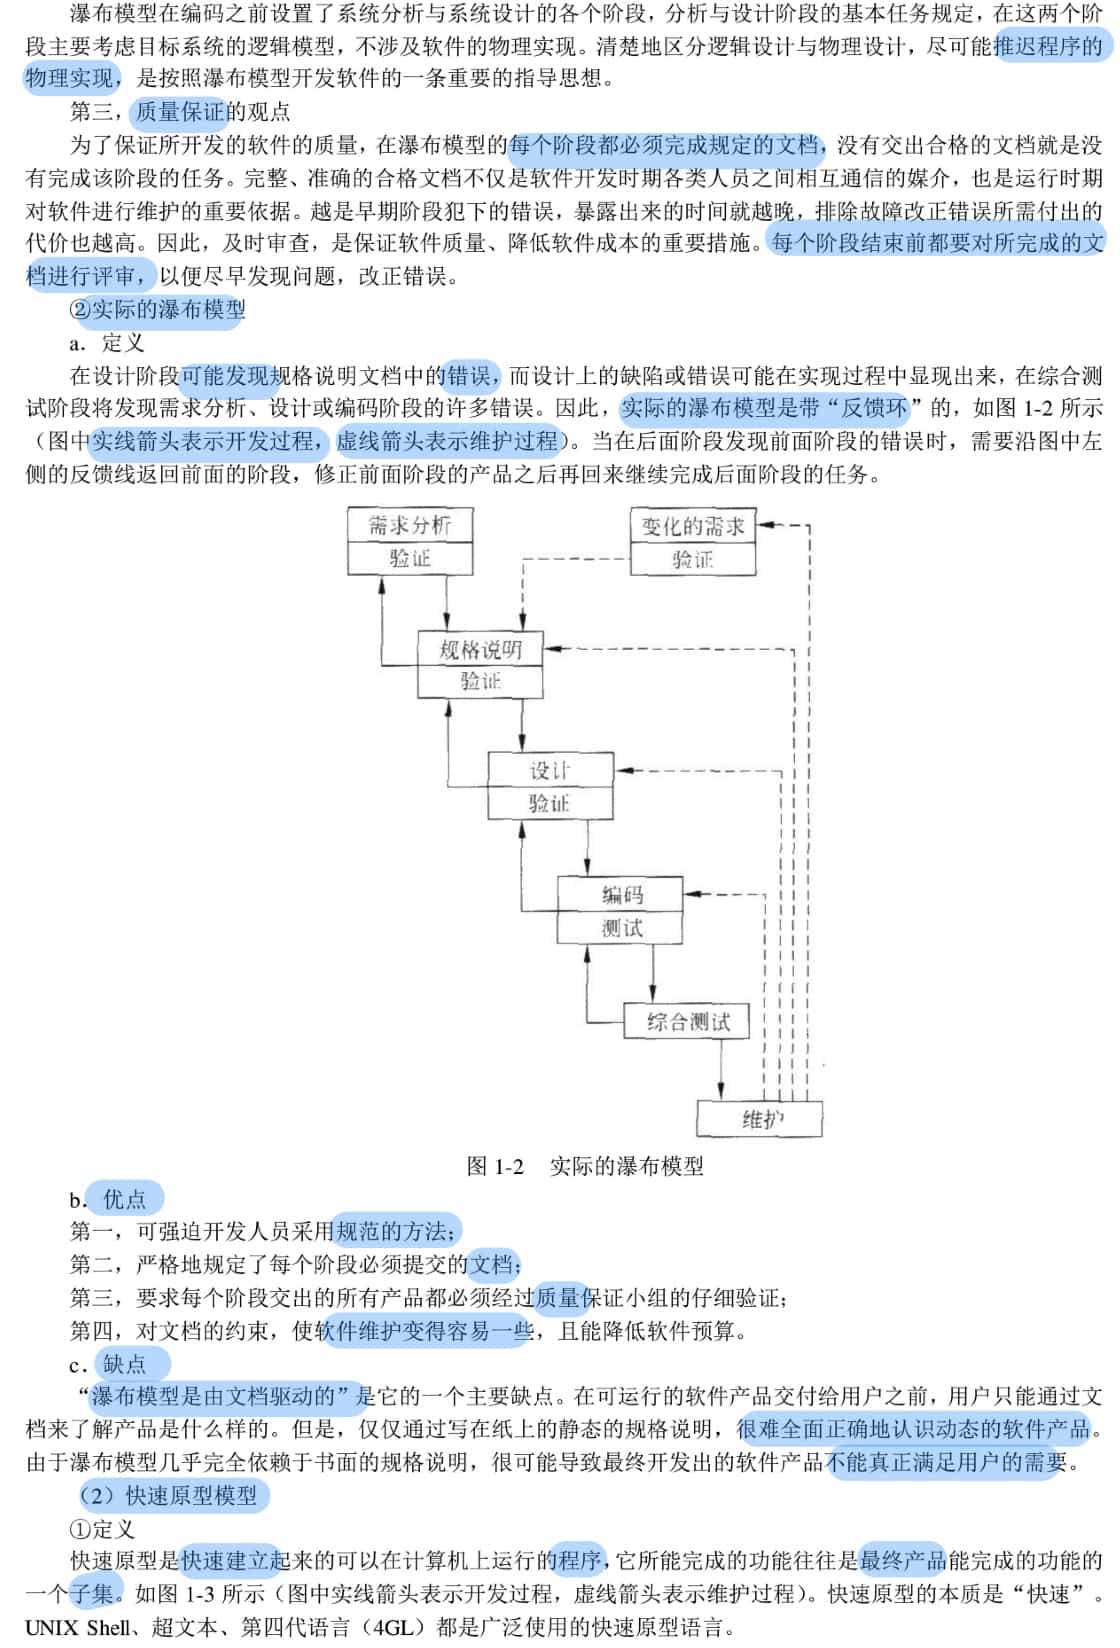 瀑布模型在编码之前设置了系统分析与系统设计的各个阶段，分析与设计阶段的基本任务规定，在这两个阶
段主要考虑目标系统的逻辑模型，不涉及软件的物理实现。清楚地区分逻辑设计与物理设计，尽可能推迟程序的
物理实现，是按照瀑布模型开发软件的一条重要的指导思想。
第三，质量保证的观点
为了保证所开发的软件的质量，在瀑布模型的每个阶段都必须完成规定的文档，没有交出合格的文档就是没
有完成该阶段的任务。完整、准确的合格文档不仅是软件开发时期各类人员之间相互通信的媒介，也是运行时期
对软件进行维护的重要依据。越是早期阶段犯下的错误，暴露出来的时间就越晚，排除故障改正错误所需付出的
代价也越高。因此，及时审查，是保证软件质量、降低软件成本的重要措施。每个阶段结束前都要对所完成的文
档进行评审，以便尽早发现问题，改正错误。
②实际的瀑布模型
a．定义
在设计阶段可能发现规格说明文档中的错误，而设计上的缺陷或错误可能在实现过程中显现出来，在综合测
试阶段将发现需求分析、设计或编码阶段的许多错误。因此，实际的瀑布模型是带“反馈环”的，如图 1-2 所示
（图中实线箭头表示开发过程，虚线箭头表示维护过程）。当在后面阶段发现前面阶段的错误时，需要沿图中左
侧的反馈线返回前面的阶段，修正前面阶段的产品之后再回来继续完成后面阶段的任务。
需求分析
验证
变化的需求
验证
规格说明
验证
设计
验证
编码
测试
综合测试
维护
图 1-2 实际的瀑布模型
b．优点
第一，可强迫开发人员采用规范的方法；
第二，严格地规定了每个阶段必须提交的文档；
第三，要求每个阶段交出的所有产品都必须经过质量保证小组的仔细验证；
第四，对文档的约束，使软件维护变得容易一些，且能降低软件预算。
c．缺点
“瀑布模型是由文档驱动的”是它的一个主要缺点。在可运行的软件产品交付给用户之前，用户只能通过文
档来了解产品是什么样的。但是，仅仅通过写在纸上的静态的规格说明，很难全面正确地认识动态的软件产品。
由于瀑布模型几乎完全依赖于书面的规格说明，很可能导致最终开发出的软件产品不能真正满足用户的需要。
（2）快速原型模型
①定义
快速原型是快速建立起来的可以在计算机上运行的程序，它所能完成的功能往往是最终产品能完成的功能的
一个子集。如图 1-3 所示（图中实线箭头表示开发过程，虚线箭头表示维护过程）。快速原型的本质是“快速”。
UNIX Shell、超文本、第四代语言（4GL）都是广泛使用的快速原型语言。